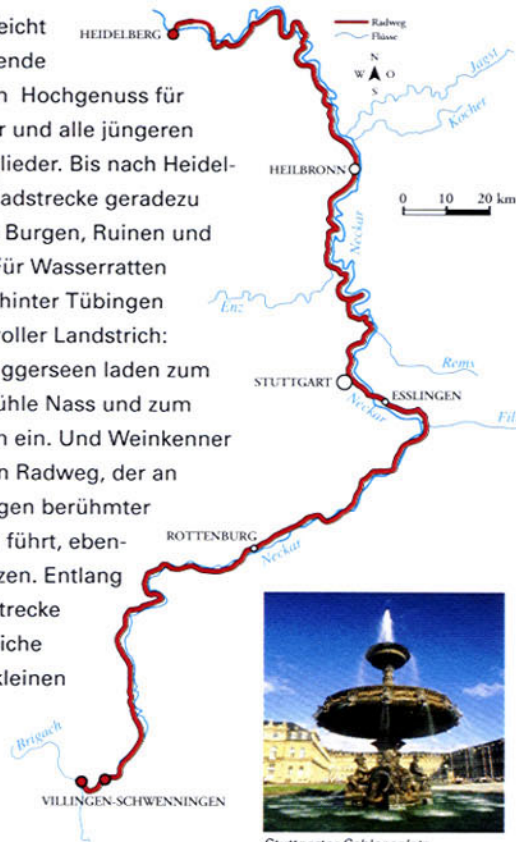 eicht
ende
n Hochgenuss für
r und alle jüngeren
lieder. Bis nach Heidel-
adstrecke geradezu
Burgen, Ruinen und
ür Wasserratten
hinter Tübingen
voller Landstrich:
ggerseen laden zum
ühle Nass und zum
n ein. Und Weinkenner
n Radweg, der an
gen berühmter
führt, eben-
zen. Entlang
trecke
iche
kleinen
HEIDELBERG
Radweg
Flüsse
N
W O
S
Jagst
Kocher
HEILBRONN
0 10 20 km
Neckar
Enz
Rems
STUTTGART
ESSLINGEN
Neckar
Fil
ROTTENBURG
Neckar
Brigach
VILLINGEN-SCHWENNINGEN